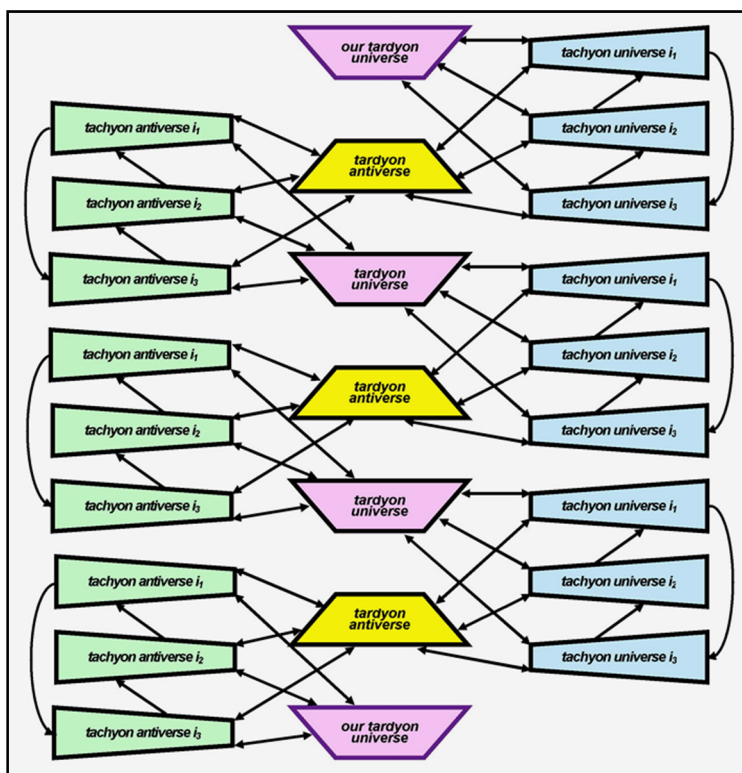 our tardyon
universe
tachyon universe i₁
tachyon antiverse i₁
tachyon universe i₂
tardyon
antiverse
tachyon antiverse i₂
tachyon universe i₃
tachyon antiverse i₃
tardyon
universe
tachyon universe i₁
tachyon antiverse i₁
tachyon universe i₂
tardyon
antiverse
tachyon antiverse i₂
tachyon universe i₃
tachyon antiverse i₃
tardyon
universe
tachyon universe i₁
tachyon antiverse i₁
tachyon universe i₂
tardyon
antiverse
tachyon antiverse i₂
tachyon universe i₃
tachyon antiverse i₃
our tardyon
universe